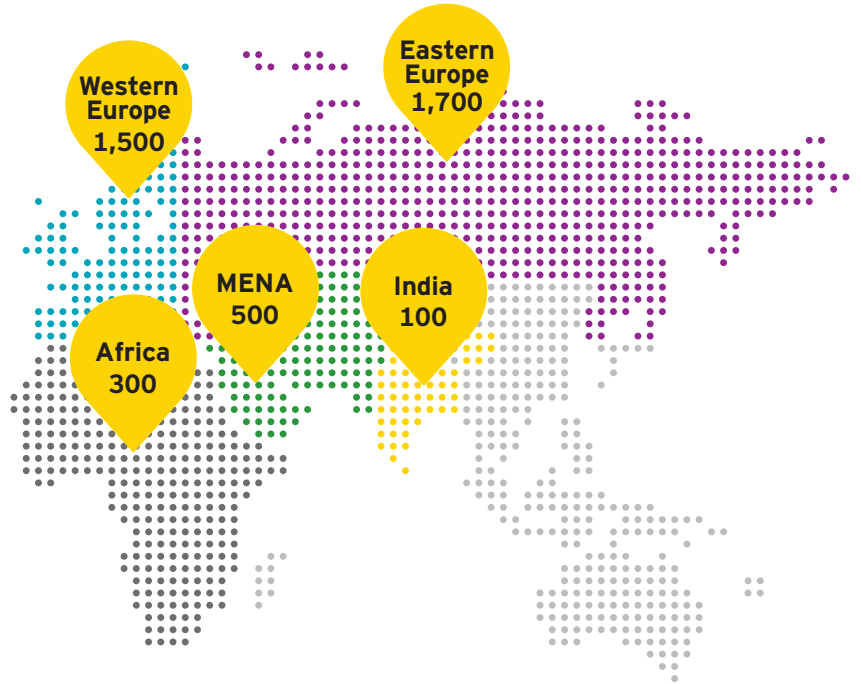 Eastern
Europe
1,700
Western
Europe
1,500
MENA
500
India
100
Africa
300